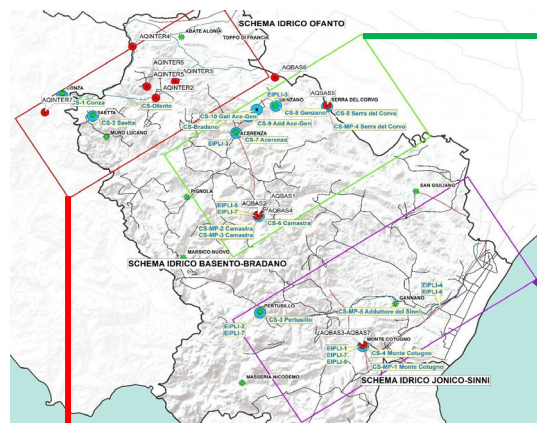 SCHEMA IDRICO OFANTO
AQINTER4
ABATE ALONIA
TOPPO DI FRANCIA
AQINTER6
AQINTER5
AQINTER3
AQBAS6
AQINTER2
CONZA
CS-1 Conza
CS-Ofanto
SAETTA
CS-2 Saetta
MURO LUCANO
EIPLI-3
GENZANO
AQBAS5
SERRA DEL CORVO
CS-10 Gall Ace-Gen
CS-8 Genzano
CS-5 Serra del Corvo
CS-9 Add Ace-Gen
CS-Bradano
CS-MP-4 Serra del Corvo
ACERENZA
CS-7 Acerenza
EIPLI-3
PIGNOLA
AQBAS1
SAN GIULIANO
EIPLI-5
AQBAS2
EIPLI-7
AQBAS4
CS-6 Camastra
CS-MP-2 Camastra
CS-MP-3 Camastra
MARSICO NUOVO
SCHEMA IDRICO BASENTO-BRADANO
EIPLI-4
EIPLI-6
GANNANO
PERTUSILLO
CS-MP-5 Adduttore del Sinni
CS-3 Pertusillo
EIPLI-2
EIPLI-7
AQBAS3-AQBAS7
MONTE COTUGNO
EIPLI-1
EIPLI-7
EIPLI-8
CS-4 Monte Cotugno
CS-MP-1 Monte Cotugno
MASSERIA NICODEMO
SCHEMA IDRICO JONICO-SINNI